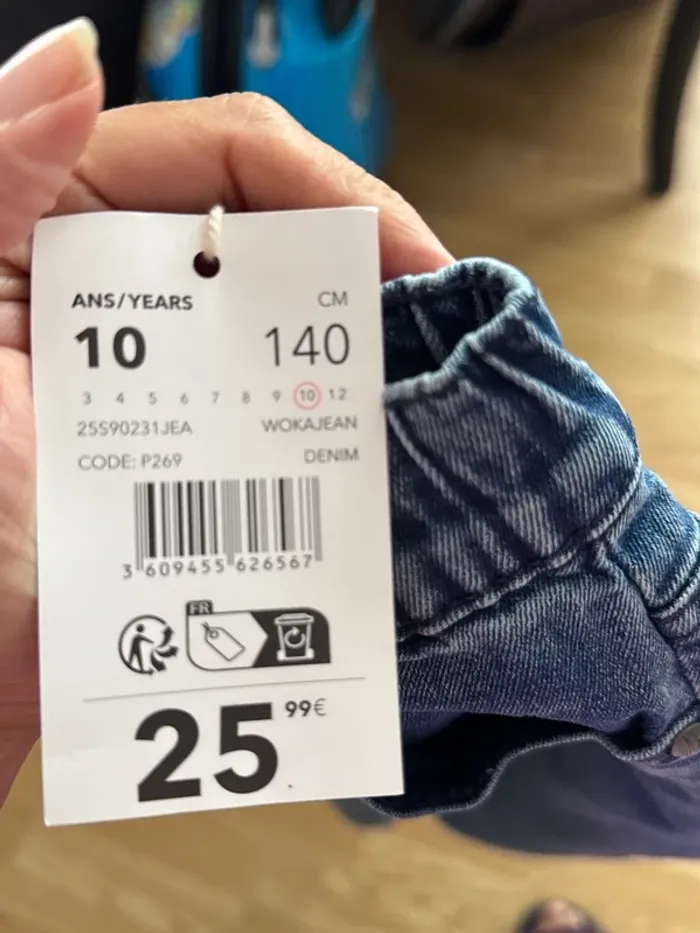 ANS/YEARS CM
10 140
3 4 5 6 7 8 9 10 12
25S90231JEA WOKAJEAN
CODE: P269 DENIM
3 609455 626567
FR
25 99€